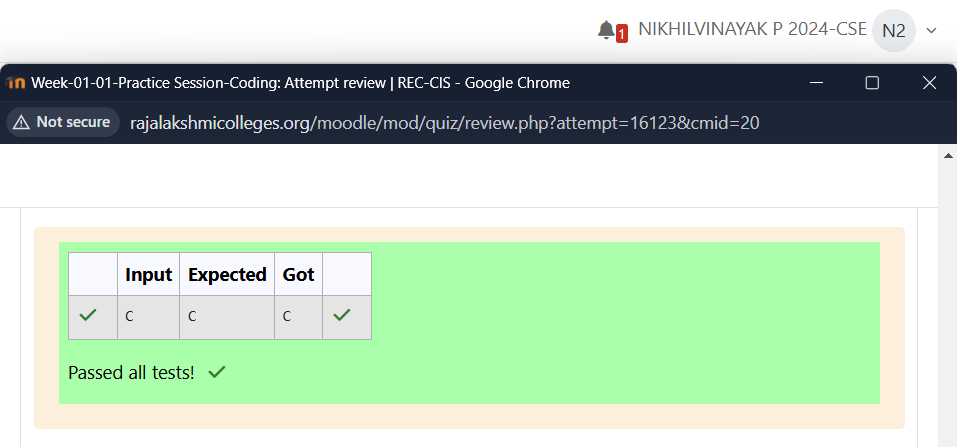 1 NIKHILVINAYAK P 2024-CSE N2
Week-01-01-Practice Session-Coding: Attempt review | REC-CIS - Google Chrome
Not secure rajalakshmicolleges.org/moodle/mod/quiz/review.php?attempt=16123&cmid=20
Input Expected Got
C C C
Passed all tests!